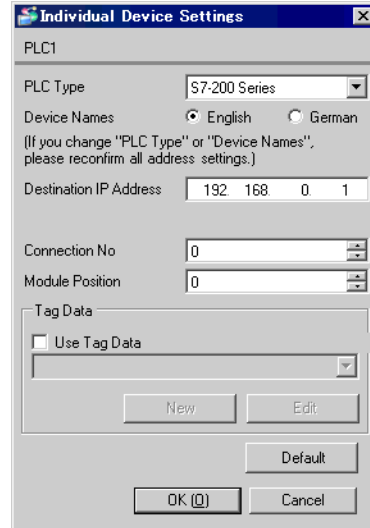 Individual Device Settings
PLC1
PLC Type S7-200 Series
Device Names English German
(If you change "PLC Type" or "Device Names",
please reconfirm all address settings.)
Destination IP Address 192. 168. 0. 1
Connection No 0
Module Position 0
Tag Data
Use Tag Data
New Edit
Default
OK (O) Cancel